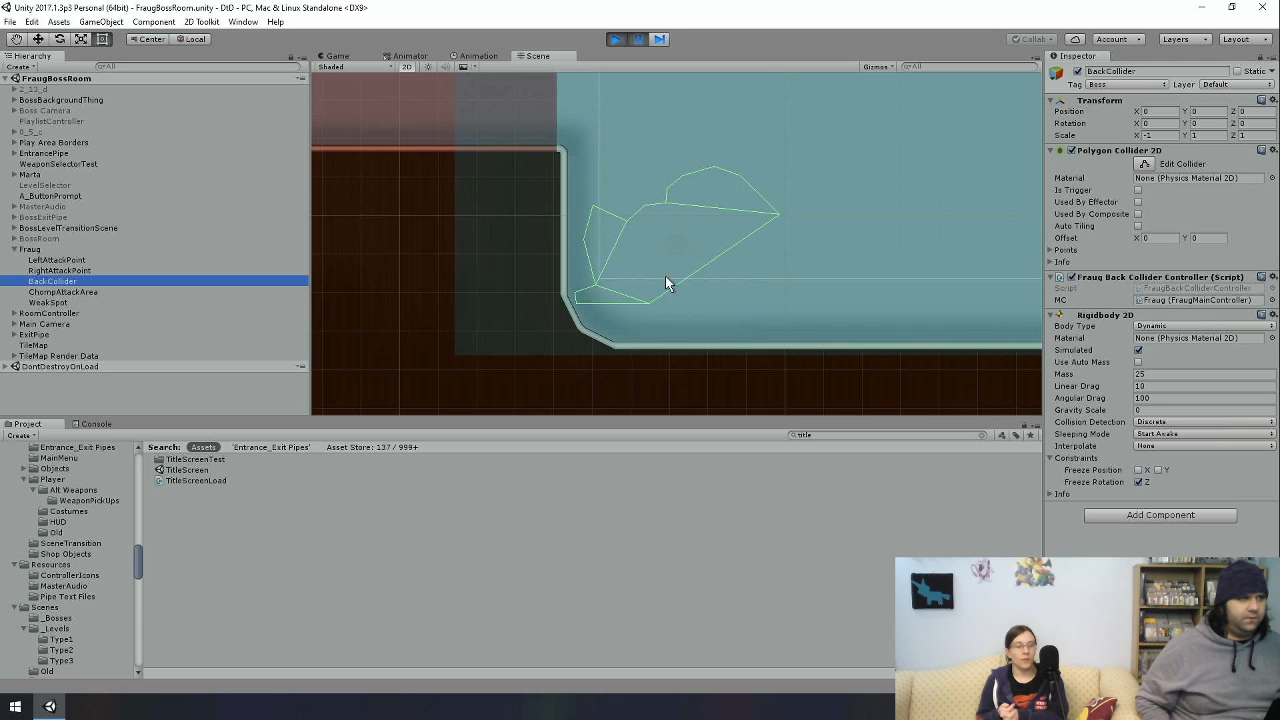 Unity 2017.1.3p3 Personal (64bit) - FraugBossRoom.unity - DtD - PC, Mac & Linux Standalone <DX9>
File Edit Assets GameObject Component 2D Toolkit Window Help
Center Local Collab Account Layers Layout
Hierarchy Game Animator Animation Scene Inspector
Create All Shaded 2D Gizmos All BackCollider Static
FraugBossRoom Tag Boss Layer Default
2_13_d
BossBackgroundThing Transform
Boss Camera Position X 0 Y 0 Z 0
PlaylistController Rotation X 0 Y 0 Z 0
0_5_c Scale X -1 Y 1 Z 1
Play Area Borders
EntrancePipe Polygon Collider 2D
WeaponSelectorTest Edit Collider
Marta Material None (Physics Material 2D)
LevelSelector Is Trigger
A_ButtonPrompt Used By Effector
MasterAudio Used By Composite
BossExitPipe Auto Tiling
BossLevelTransitionScene Offset X 0 Y 0
BossRoom Points
Fraug Info
LeftAttackPoint
RightAttackPoint Fraug Back Collider Controller (Script)
BackCollider Script FraugBackColliderController
ChompAttackArea MC Fraug (FraugMainController)
WeakSpot
RoomController Rigidbody 2D
Main Camera Body Type Dynamic
ExitPipe Material None (Physics Material 2D)
TileMap Simulated
TileMap Render Data Use Auto Mass
DontDestroyOnLoad Mass 25
Linear Drag 10
Angular Drag 100
Gravity Scale 0
Collision Detection Discrete
Sleeping Mode Start Awake
Interpolate None
Constraints
Freeze Position X Y
Freeze Rotation Z
Info
Add Component
Project Console
Create title
Search: Assets 'Entrance_Exit Pipes' Asset Store: 137 / 999+
Entrance_Exit Pipes
MainMenu TitleScreenTest
Objects TitleScreen
Player TitleScreenLoad
Alt Weapons
WeaponPickUps
Costumes
HUD
Old
SceneTransition
Shop Objects
Resources
ControllerIcons
MasterAudio
Pipe Text Files
Scenes
_Bosses
_Levels
Type1
Type2
Type3
Old